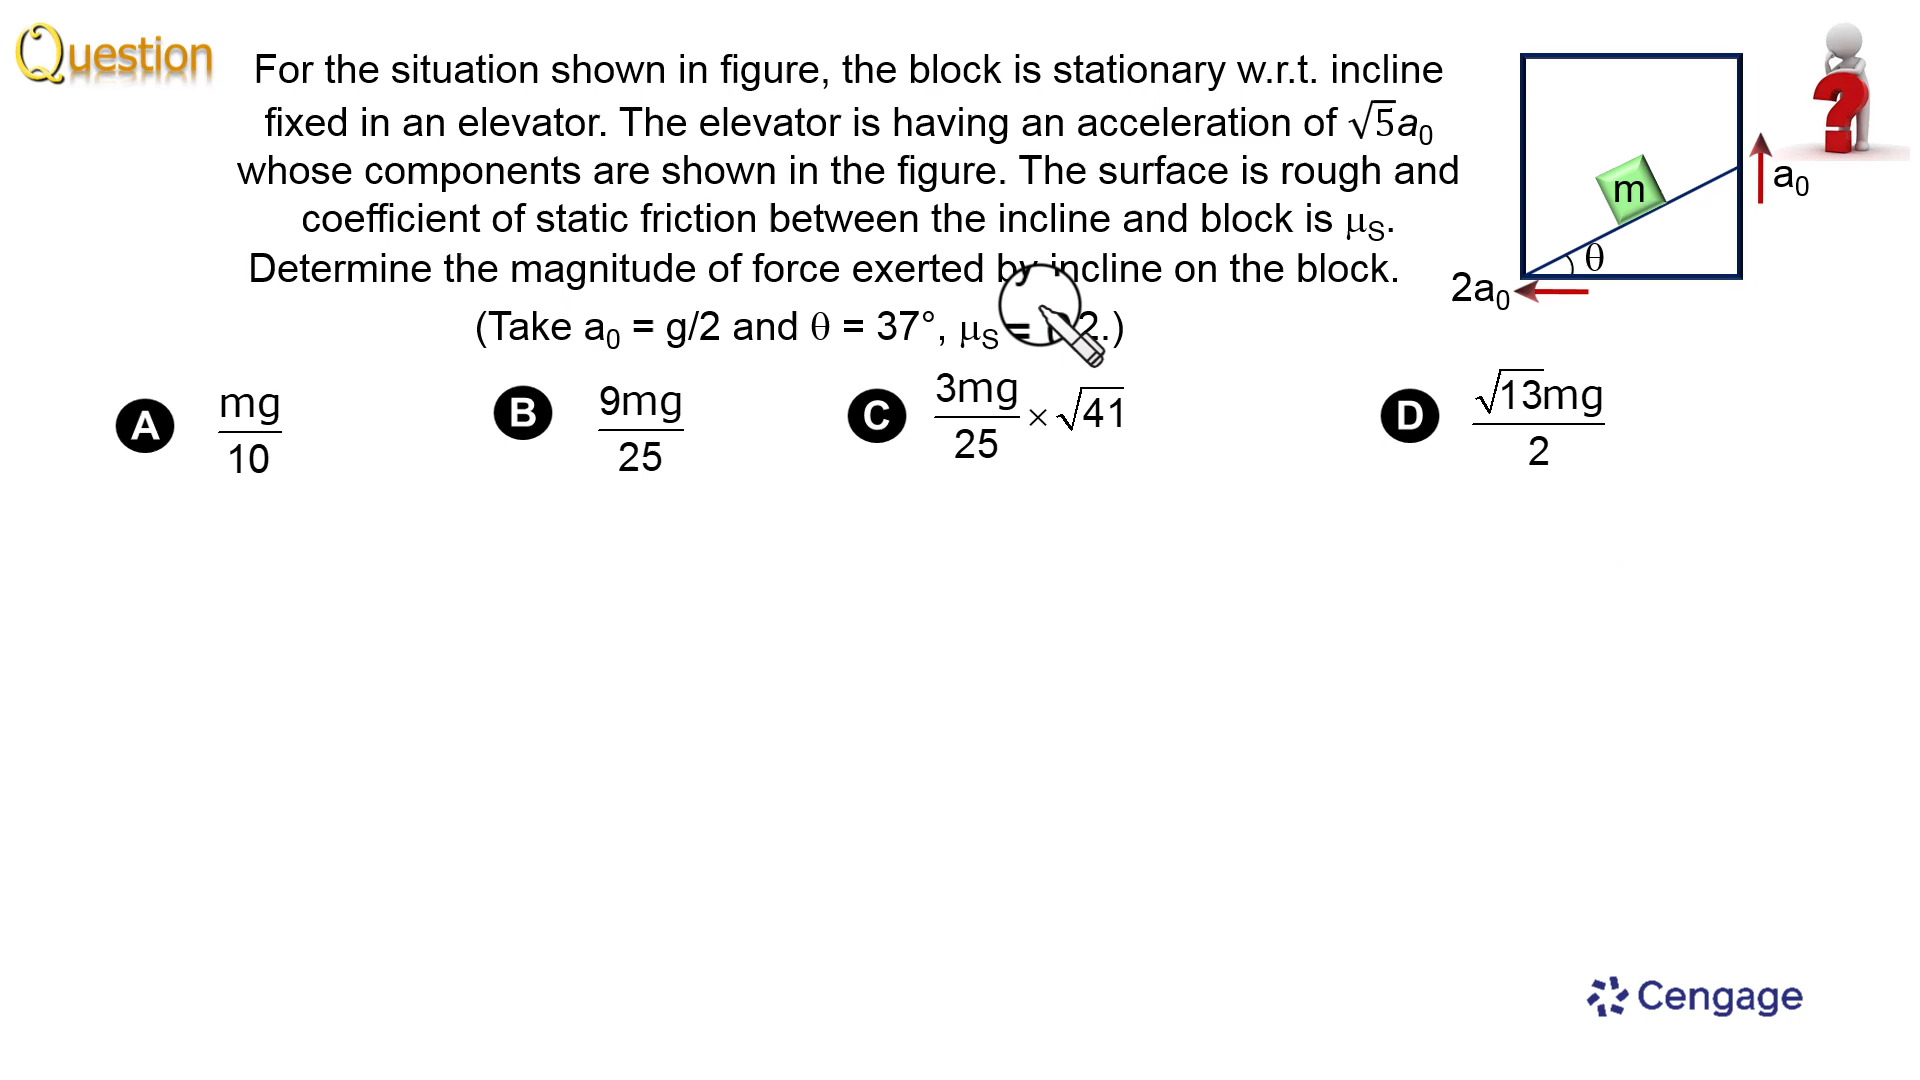 Question
For the situation shown in figure, the block is stationary w.r.t. incline
fixed in an elevator. The elevator is having an acceleration of √5a₀
whose components are shown in the figure. The surface is rough and
coefficient of static friction between the incline and block is μS.
Determine the magnitude of force exerted by incline on the block.
(Take a₀ = g/2 and θ = 37°, μS = 2.)
m
a₀
θ
2a₀
A mg/10
B 9mg/25
C 3mg/25 × √41
D √13mg/2
Cengage